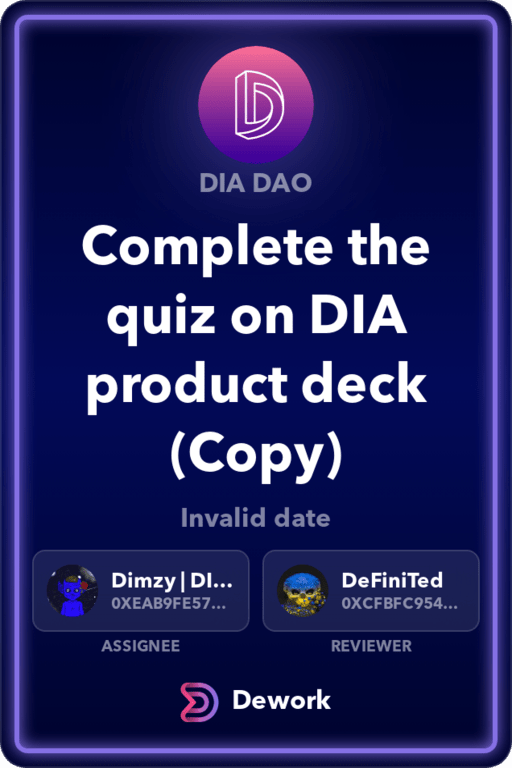 DIA DAO
Complete the
quiz on DIA
product deck
(Copy)
Invalid date
Dimzy | DI...
0XEAB9FE57...
ASSIGNEE
DeFiniTed
0XCFBFC954...
REVIEWER
Dework